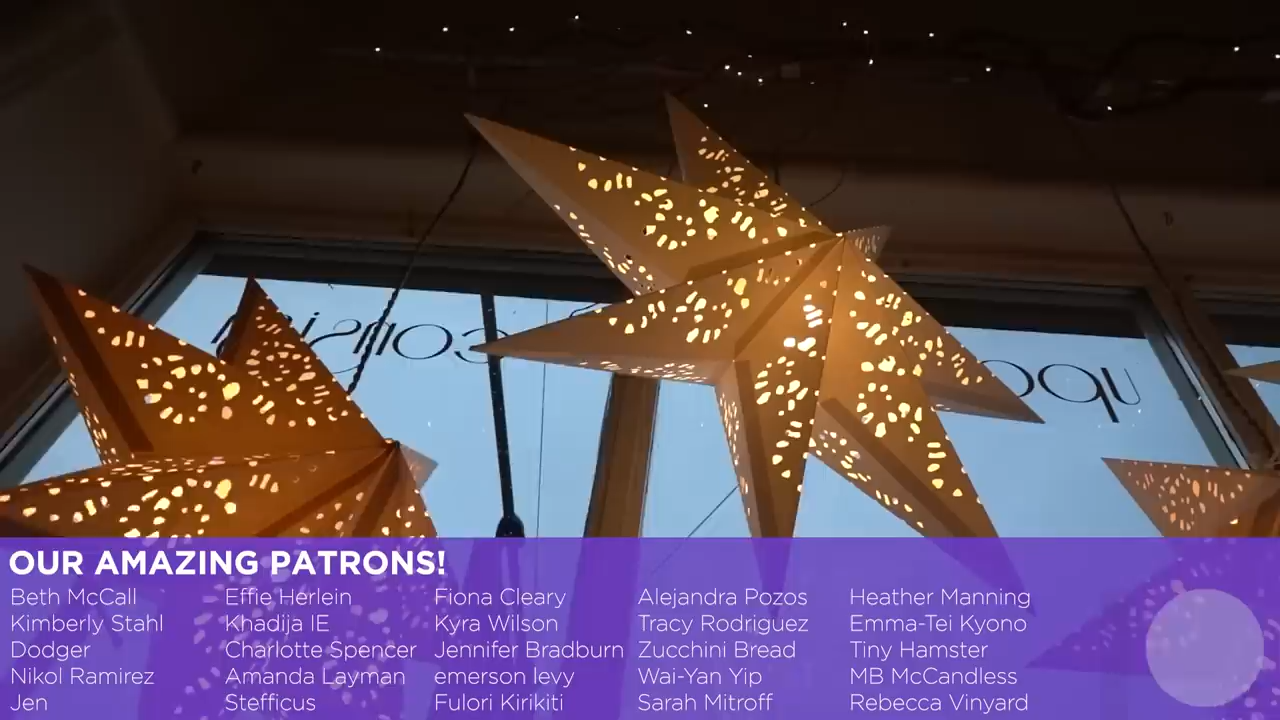 OUR AMAZING PATRONS!
Beth McCall
Kimberly Stahl
Dodger
Nikol Ramirez
Jen
Effie Herlein
Khadija IE
Charlotte Spencer
Amanda Layman
Stefficus
Fiona Cleary
Kyra Wilson
Jennifer Bradburn
emerson levy
Fulori Kirikiti
Alejandra Pozos
Tracy Rodriguez
Zucchini Bread
Wai-Yan Yip
Sarah Mitroff
Heather Manning
Emma-Tei Kyono
Tiny Hamster
MB McCandless
Rebecca Vinyard